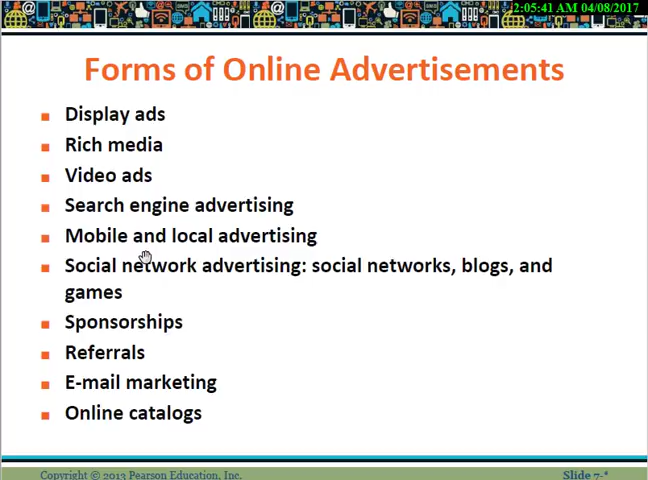 2:05:41 AM 04/08/2017
Forms of Online Advertisements
Display ads
Rich media
Video ads
Search engine advertising
Mobile and local advertising
Social network advertising: social networks, blogs, and
games
Sponsorships
Referrals
E-mail marketing
Online catalogs
Copyright © 2013 Pearson Education, Inc.
Slide 7-*